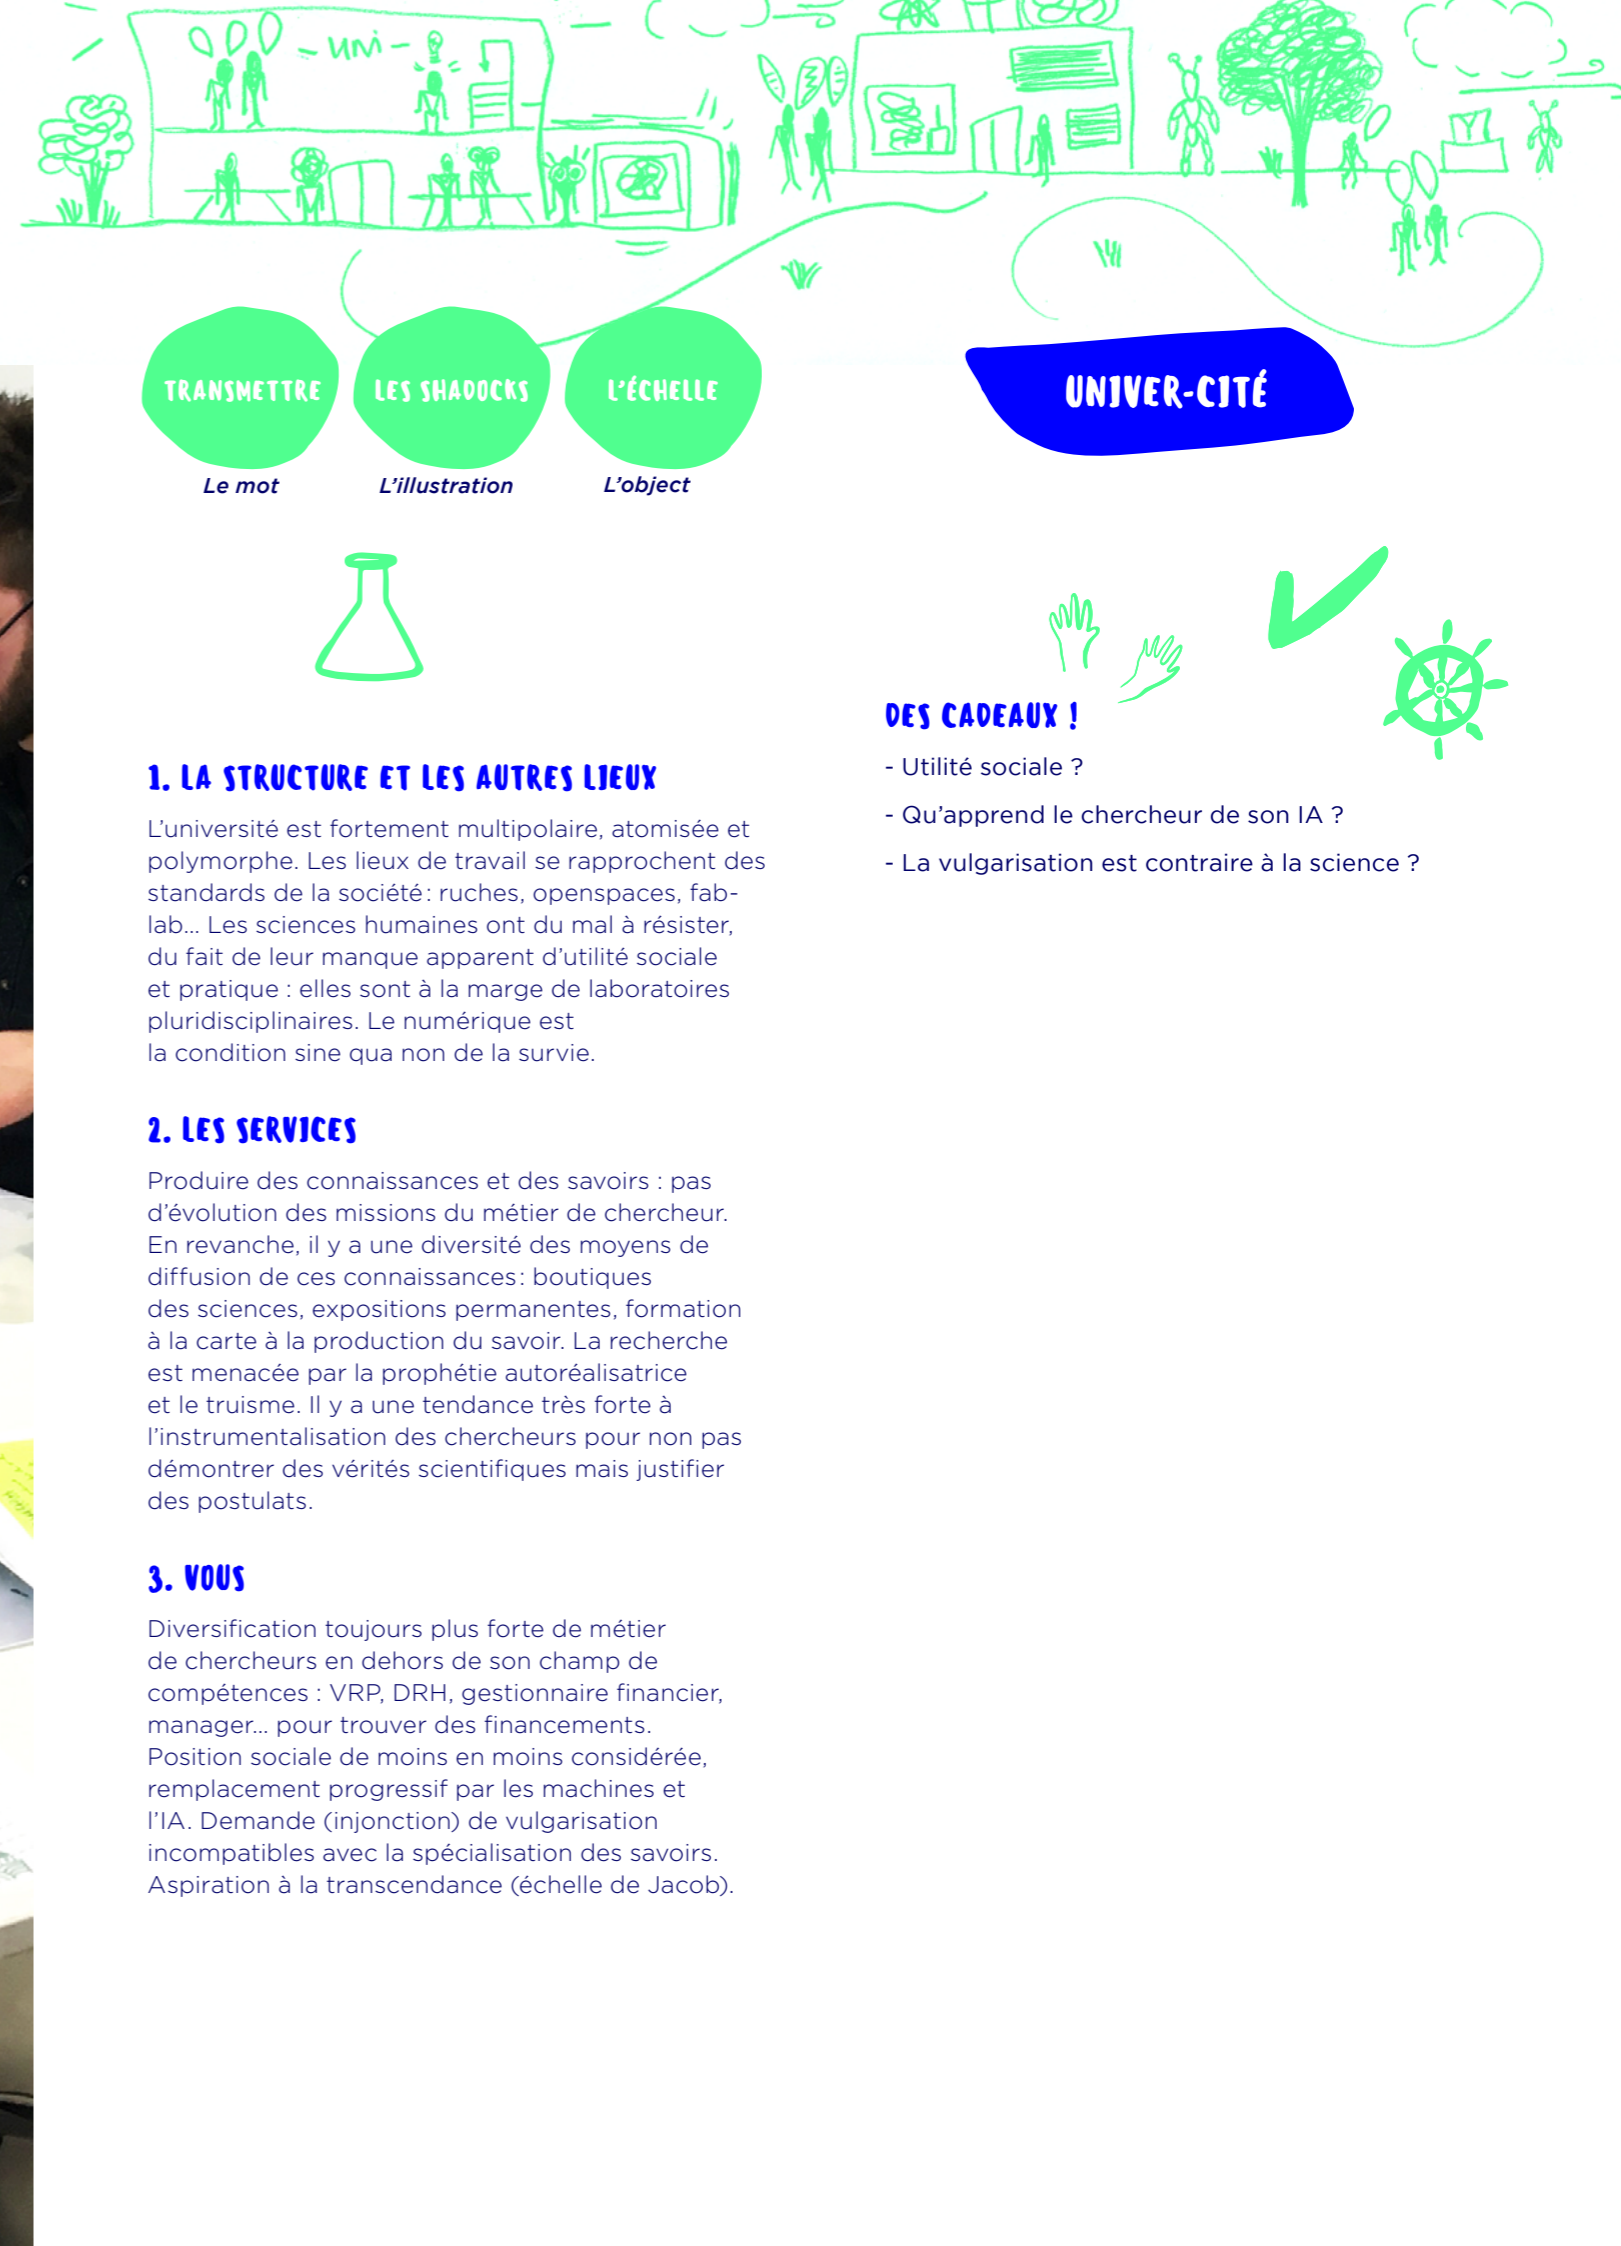 - UNI -
TRANSMETTRE
LES SHADOCKS
L'ÉCHELLE
Le mot
L'illustration
L'object
UNIVER-CITÉ
1. LA STRUCTURE ET LES AUTRES LIEUX
L'université est fortement multipolaire, atomisée et
polymorphe. Les lieux de travail se rapprochent des
standards de la société : ruches, openspaces, fab-
lab... Les sciences humaines ont du mal à résister,
du fait de leur manque apparent d'utilité sociale
et pratique : elles sont à la marge de laboratoires
pluridisciplinaires. Le numérique est
la condition sine qua non de la survie.
2. LES SERVICES
Produire des connaissances et des savoirs : pas
d'évolution des missions du métier de chercheur.
En revanche, il y a une diversité des moyens de
diffusion de ces connaissances : boutiques
des sciences, expositions permanentes, formation
à la carte à la production du savoir. La recherche
est menacée par la prophétie autoréalisatrice
et le truisme. Il y a une tendance très forte à
l'instrumentalisation des chercheurs pour non pas
démontrer des vérités scientifiques mais justifier
des postulats.
3. VOUS
Diversification toujours plus forte de métier
de chercheurs en dehors de son champ de
compétences : VRP, DRH, gestionnaire financier,
manager... pour trouver des financements.
Position sociale de moins en moins considérée,
remplacement progressif par les machines et
l'IA. Demande (injonction) de vulgarisation
incompatibles avec la spécialisation des savoirs.
Aspiration à la transcendance (échelle de Jacob).
DES CADEAUX !
- Utilité sociale ?
- Qu'apprend le chercheur de son IA ?
- La vulgarisation est contraire à la science ?